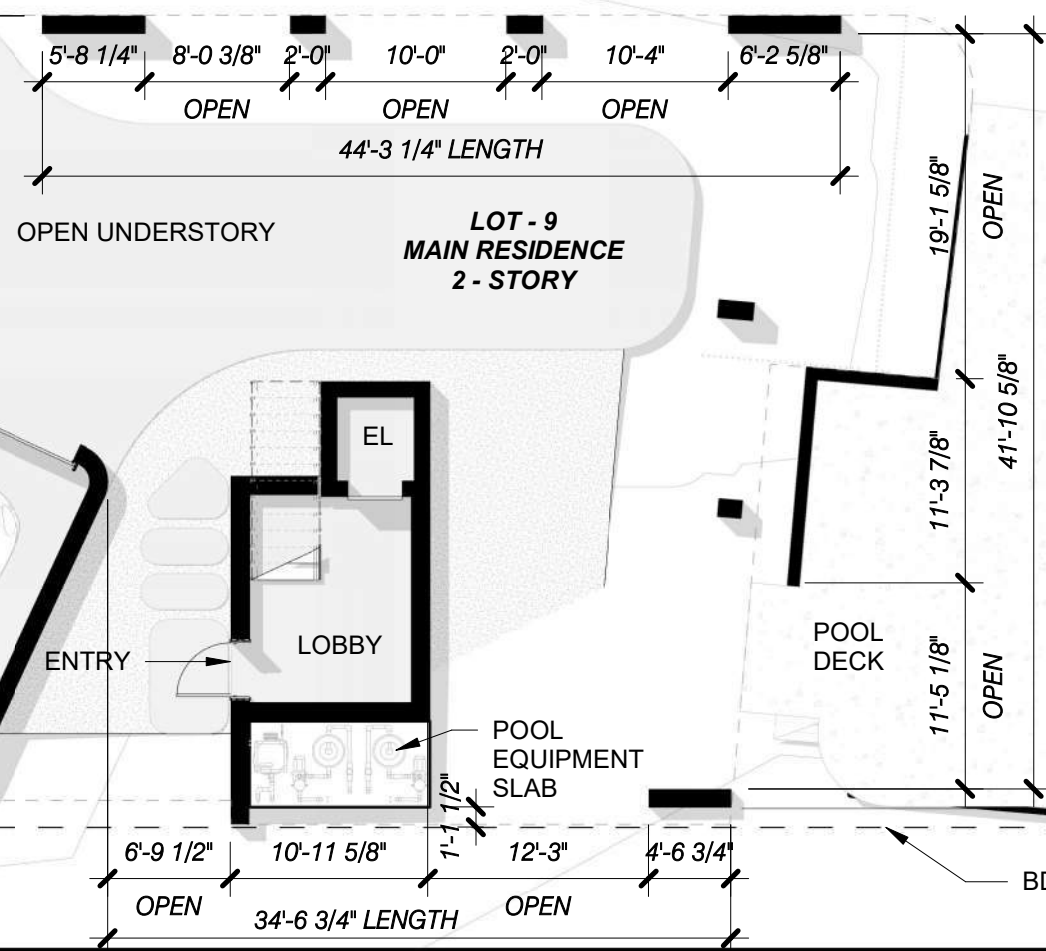 5'-8 1/4" 8'-0 3/8" 2'-0" 10'-0" 2'-0" 10'-4" 6'-2 5/8"
OPEN OPEN OPEN
44'-3 1/4" LENGTH
19'-1 5/8"
OPEN
OPEN UNDERSTORY
LOT - 9
MAIN RESIDENCE
2 - STORY
41'-10 5/8"
EL
11'-3 7/8"
ENTRY
LOBBY
POOL
DECK
11'-5 1/8"
OPEN
POOL
EQUIPMENT
SLAB
1'-1 1/2"
6'-9 1/2" 10'-11 5/8" 12'-3" 4'-6 3/4"
OPEN OPEN
34'-6 3/4" LENGTH